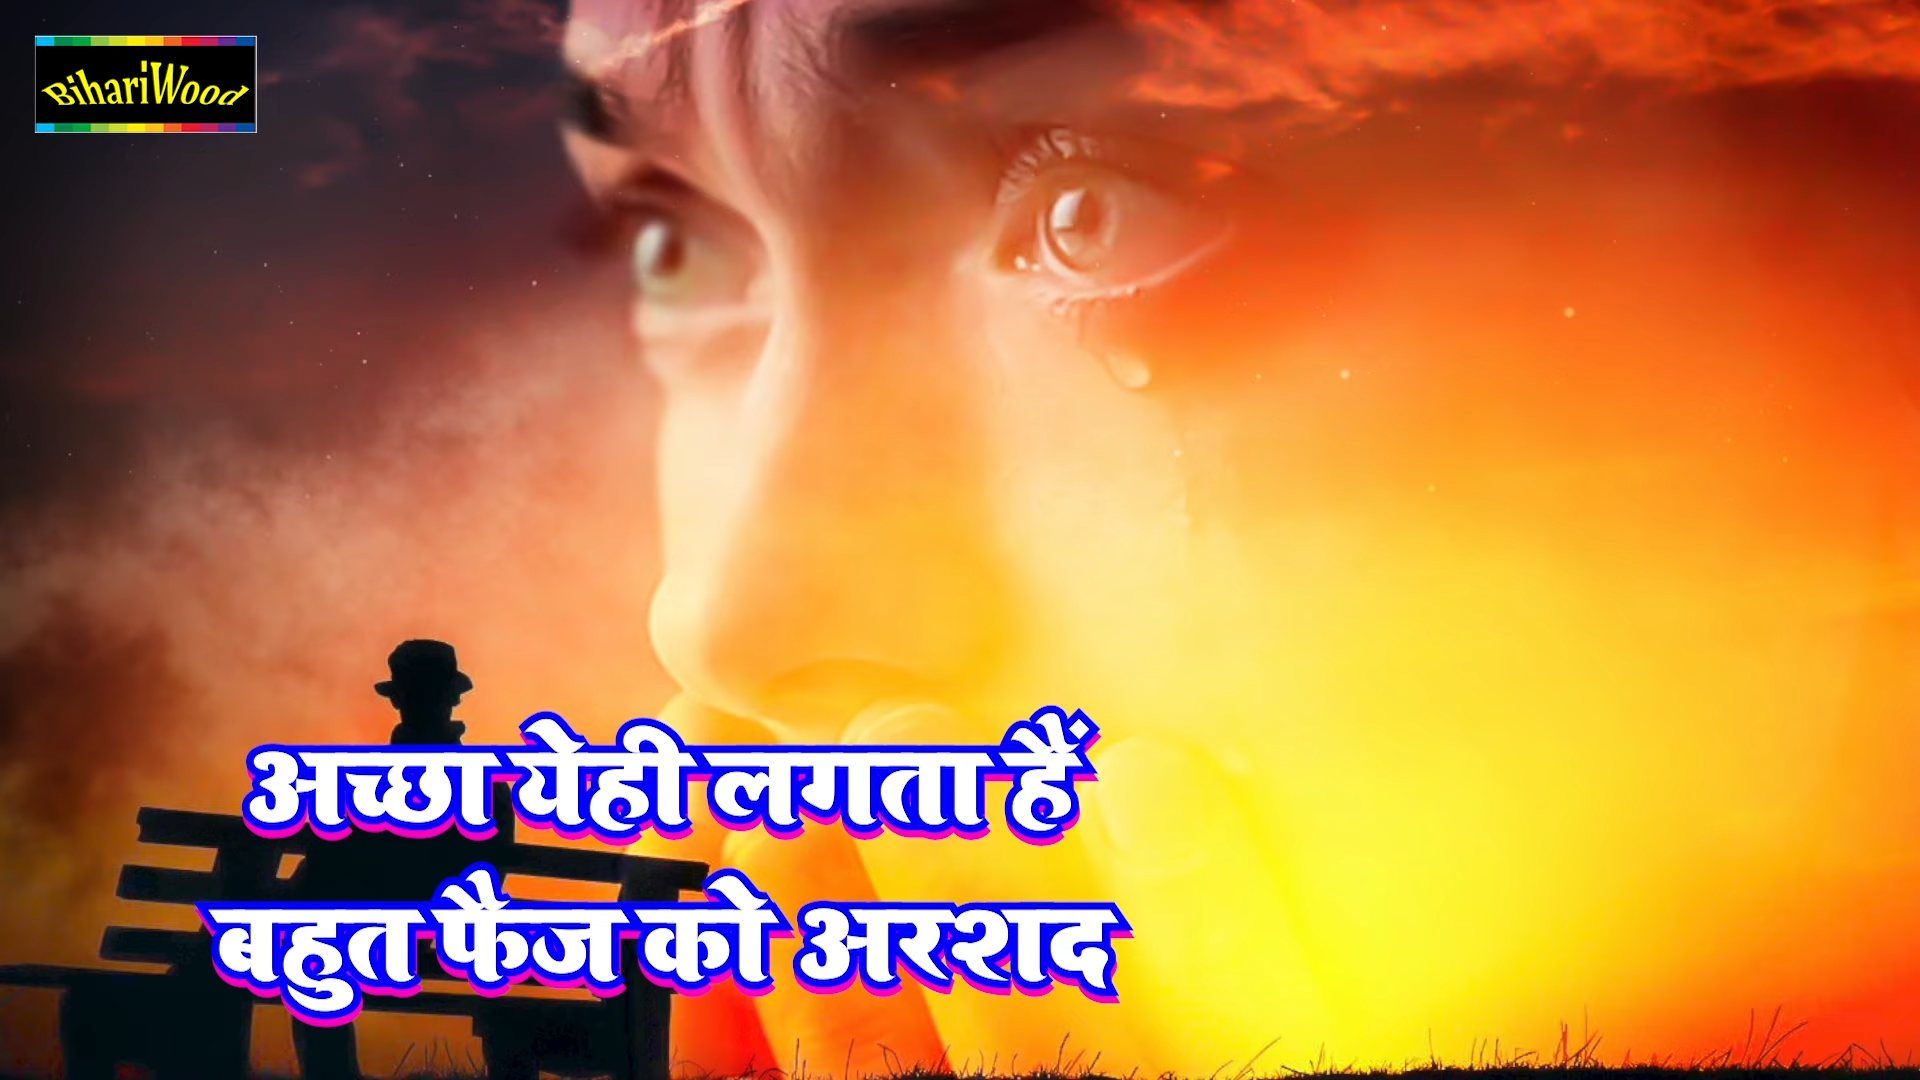 BihariWood
अच्छा येही लगता हैं
बहुत फैज को अरशद